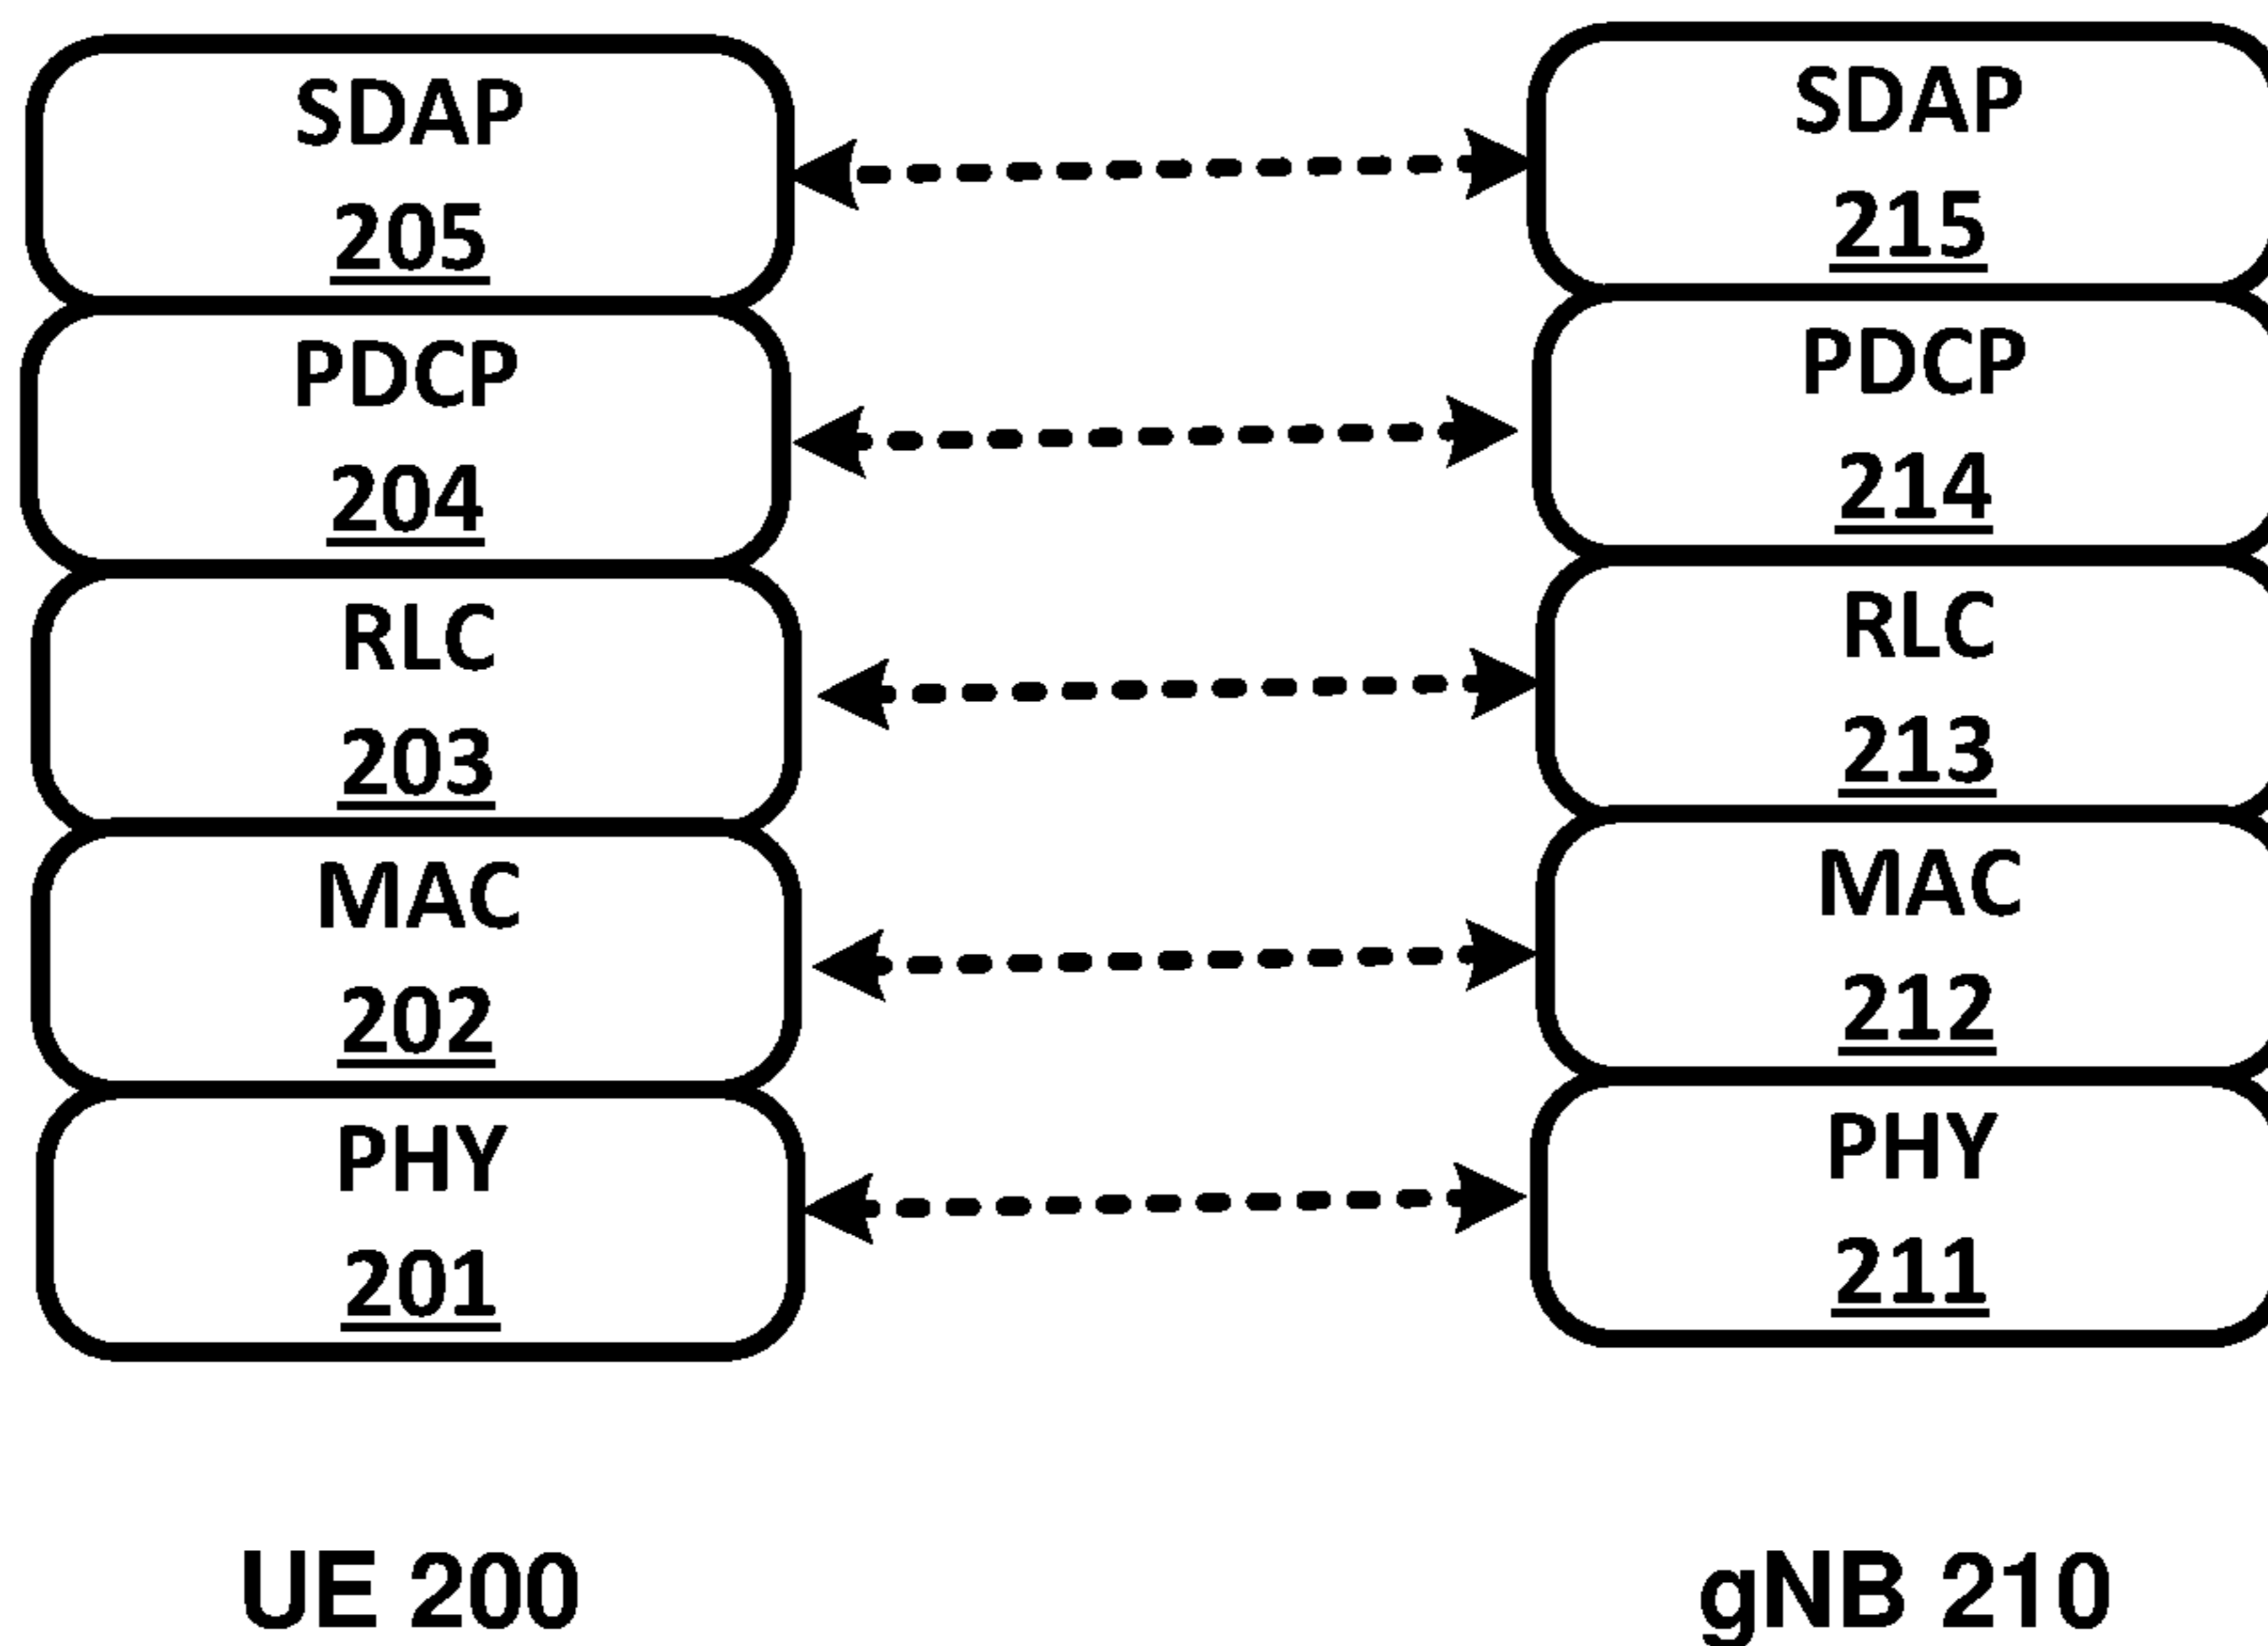 SDAP
205
SDAP
215
PDCP
204
PDCP
214
RLC
203
RLC
213
MAC
202
MAC
212
PHY
201
PHY
211
UE 200
gNB 210